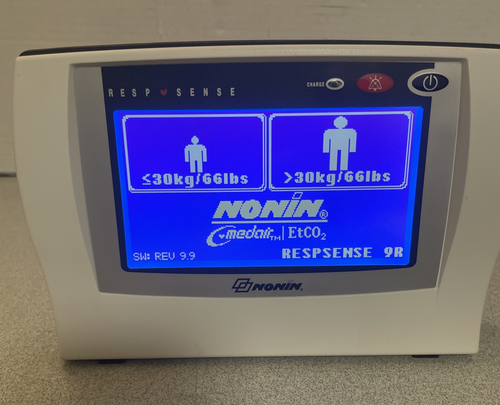 RESP SENSE
CHARGE
≤30kg/66lbs
>30kg/66lbs
NONIN®
medair™ | EtCO₂
SW: REV 9.9
RESPSENSE 9R
NONIN.